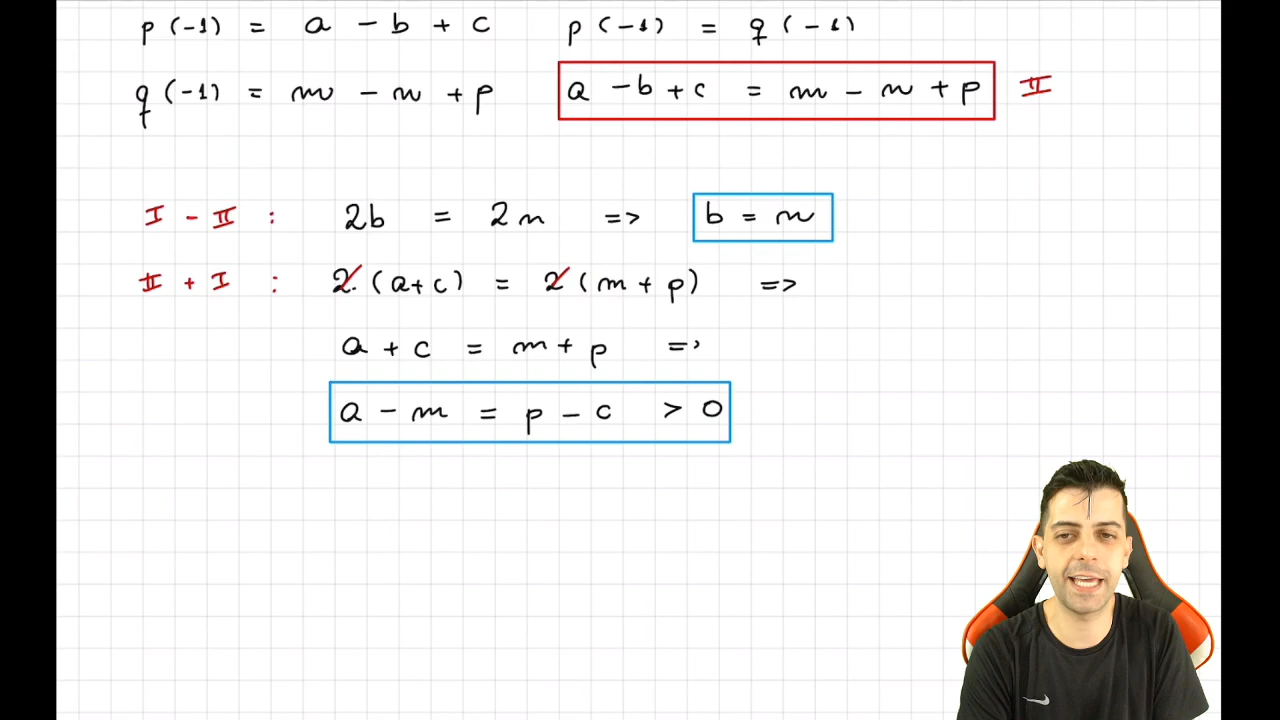 p(-1) = a - b + c p(-1) = q(-1)
q(-1) = m - n + p a - b + c = m - n + p II
I - II : 2b = 2n => b = n
II + I : 2·(a+c) = 2(m + p) =>
a + c = m + p =>
a - m = p - c > 0